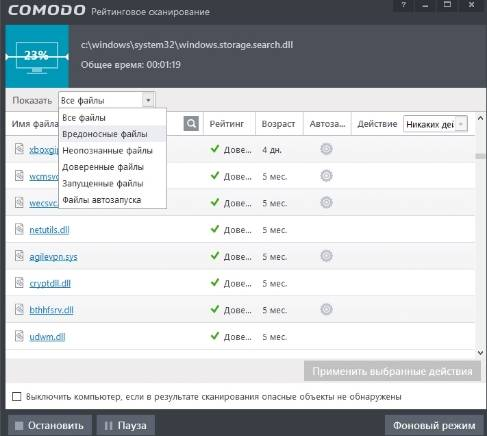 COMODO Рейтинговое сканирование
23%
c:\windows\system32\windows.storage.search.dll
Общее время: 00:01:19
Показать Все файлы
Все файлы
Вредоносные файлы
Неопознанные файлы
Доверенные файлы
Запущенные файлы
Файлы автозапуска
Имя файла Рейтинг Возраст Автоза... Действие Никаких дей
xboxgip Дове... 4 дн.
wcmsv Дове... 5 мес.
wecsvc Дове... 5 мес.
netutils.dll Дове... 5 мес.
agilevpn.sys Дове... 5 мес.
cryptdll.dll Дове... 5 мес.
bthhfsrv.dll Дове... 5 мес.
udwm.dll Дове... 5 мес.
Применить выбранные действия
Выключить компьютер, если в результате сканирования опасные объекты не обнаружены
Остановить Пауза Фоновый режим